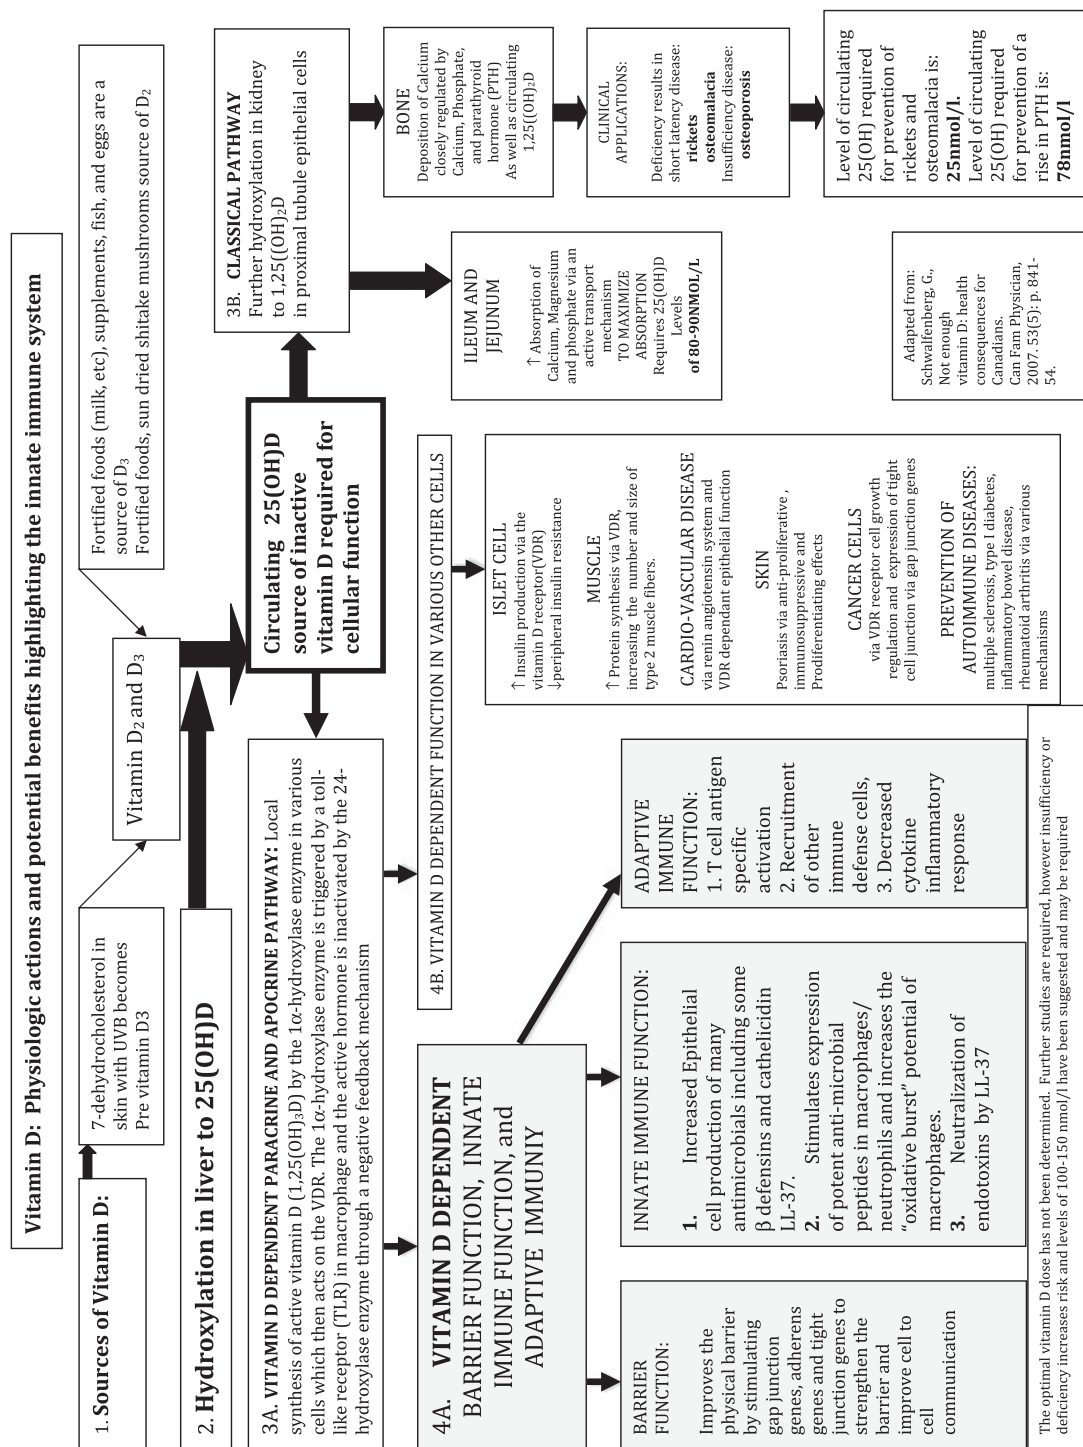 Vitamin D:  Physiologic actions and potential benefits highlighting the innate immune system
1. Sources of Vitamin D:
7-dehydrocholesterol in
skin with UVB becomes
Pre vitamin D3
Vitamin D₂ and D₃
Fortified foods (milk, etc), supplements, fish, and eggs are a
source of D₃
Fortified foods, sun dried shitake mushrooms source of D₂
2. Hydroxylation in liver to 25(OH)D
Circulating 25(OH)D
source of inactive
vitamin D required for
cellular function
3A. VITAMIN D DEPENDENT PARACRINE AND APOCRINE PATHWAY: Local
synthesis of active vitamin D (1,25(OH)₃D) by the 1α-hydroxylase enzyme in various
cells which then acts on the VDR. The 1α-hydroxylase enzyme is triggered by a toll-
like receptor (TLR) in macrophage and the active hormone is inactivated by the 24-
hydroxylase enzyme through a negative feedback mechanism
3B. CLASSICAL PATHWAY
Further hydroxylation in kidney
to 1,25((OH)₂D
in proximal tubule epithelial cells
BONE
Deposition of Calcium
closely regulated by
Calcium, Phosphate,
and parathyroid
hormone (PTH)
As well as circulating
1,25((OH)₂D
CLINICAL
APPLICATIONS:
Deficiency results in
short latency disease:
rickets
osteomalacia
Insufficiency disease:
osteoporosis
Level of circulating
25(OH) required
for prevention of
rickets and
osteomalacia is:
25nmol/l.
Level of circulating
25(OH) required
for prevention of a
rise in PTH is:
78nmol/l
ILEUM AND
JEJUNUM
↑ Absorption of
Calcium, Magnesium
and phosphate via an
active transport
mechanism
TO MAXIMIZE
ABSORPTION
Requires 25(OH)D
Levels
of 80-90NMOL/L
Adapted from:
Schwalfenberg, G.,
Not enough
vitamin D: health
consequences for
Canadians.
Can Fam Physician,
2007. 53(5): p. 841-
54.
4A. VITAMIN D DEPENDENT
BARRIER FUNCTION, INNATE
IMMUNE FUNCTION, and
ADAPTIVE IMMUNIY
4B. VITAMIN D DEPENDENT FUNCTION IN VARIOUS OTHER CELLS
ISLET CELL
↑ Insulin production via the
vitamin D receptor(VDR)
↓peripheral insulin resistance
MUSCLE
↑ Protein synthesis via VDR,
increasing the number and size of
type 2 muscle fibers.
CARDIO-VASCULAR DISEASE
via renin angiotensin system and
VDR dependant epithelial function
SKIN
Psoriasis via anti-proliferative ,
immunosuppressive and
Prodifferentiating effects
CANCER CELLS
via VDR receptor cell growth
regulation and expression of tight
cell junction via gap junction genes
PREVENTION OF
AUTOIMMUNE DISEASES:
multiple sclerosis, type I diabetes,
inflammatory bowel disease,
rheumatoid arthritis via various
mechanisms
BARRIER
FUNCTION:
Improves the
physical barrier
by stimulating
gap junction
genes, adherens
genes and tight
junction genes to
strengthen the
barrier and
improve cell to
cell
communication
INNATE IMMUNE FUNCTION:
1. Increased Epithelial
cell production of many
antimicrobials including some
β defensins and cathelicidin
LL-37.
2. Stimulates expression
of potent anti-microbial
peptides in macrophages/
neutrophils and increases the
“oxidative burst” potential of
macrophages.
3. Neutralization of
endotoxins by LL-37
ADAPTIVE
IMMUNE
FUNCTION:
1. T cell antigen
specific
activation
2. Recruitment
of other
immune
defense cells,
3. Decreased
cytokine
inflammatory
response
The optimal vitamin D dose has not been determined. Further studies are required, however insufficiency or
deficiency increases risk and levels of 100-150 nmol/l have been suggested and may be required